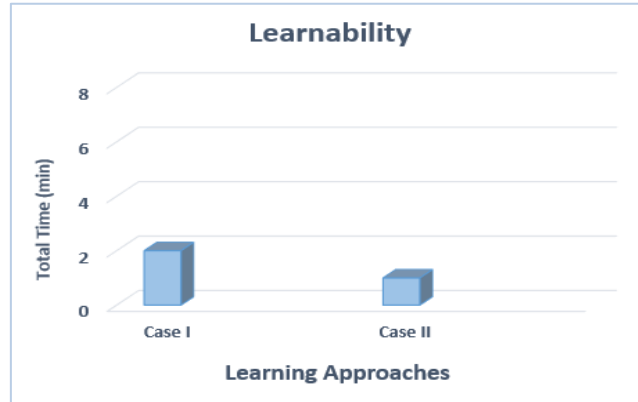 Learnability
Total Time (min)
8
6
4
2
0
Case I
Case II
Learning Approaches